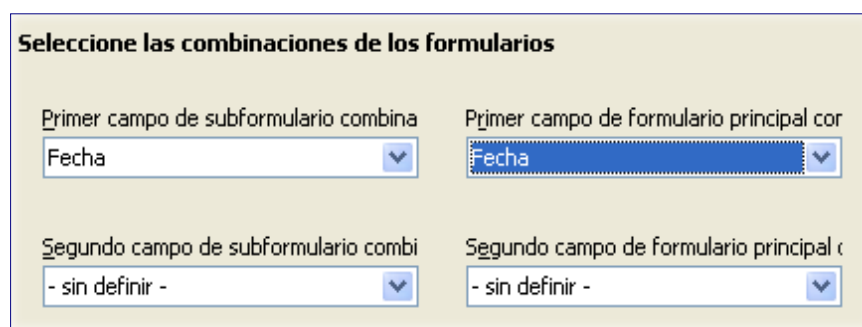 Seleccione las combinaciones de los formularios
Primer campo de subformulario combina
Primer campo de formulario principal cor
Fecha
Fecha
Segundo campo de subformulario combi
Segundo campo de formulario principal c
- sin definir -
- sin definir -